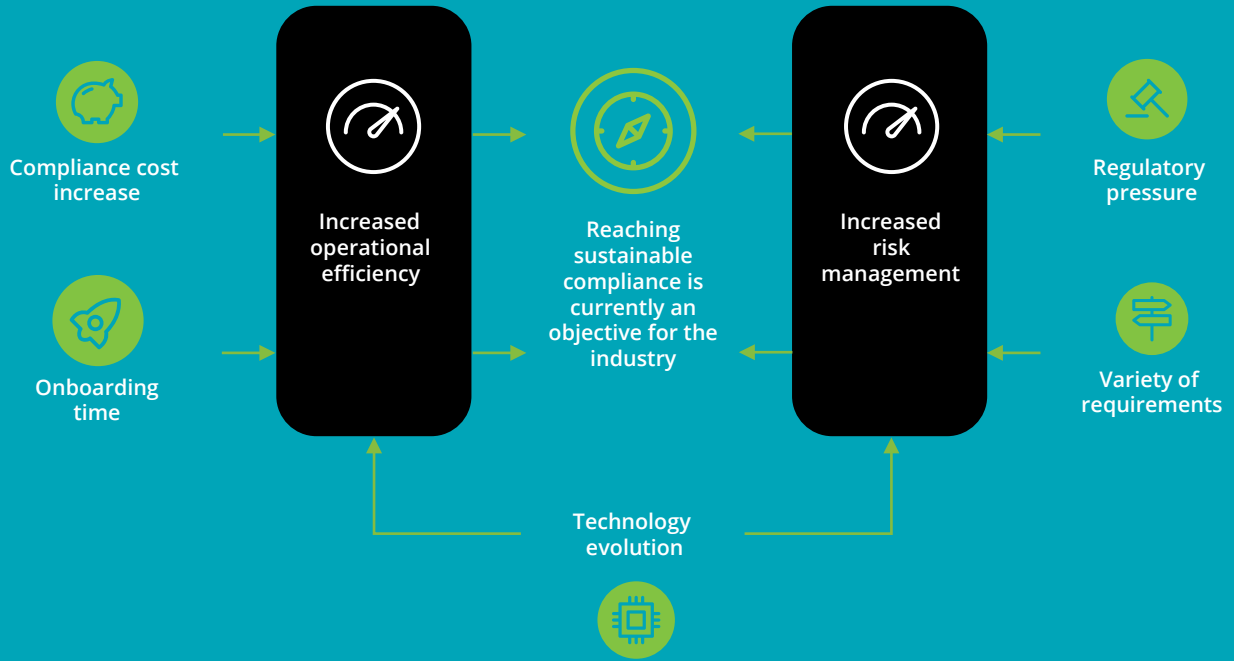 Compliance cost
increase
Onboarding
time
Increased
operational
efficiency
Reaching
sustainable
compliance is
currently an
objective for the
industry
Increased
risk
management
Regulatory
pressure
Variety of
requirements
Technology
evolution